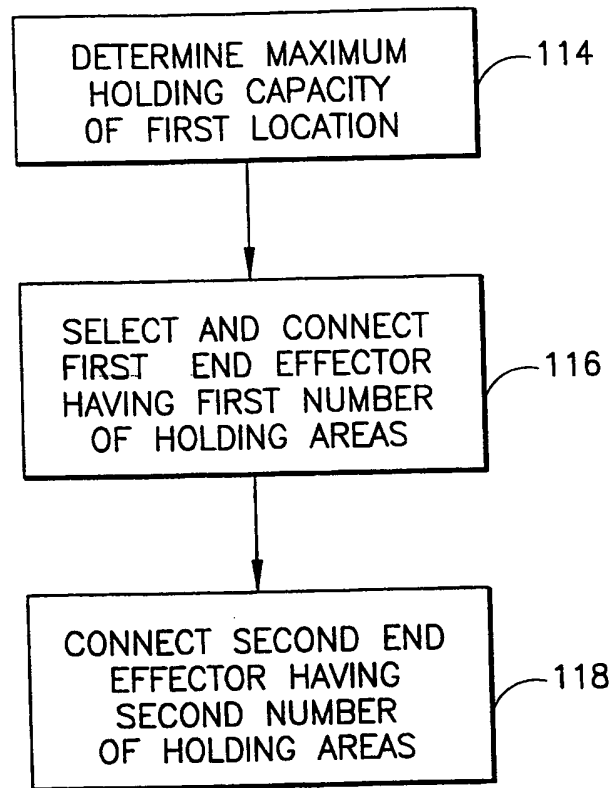 DETERMINE MAXIMUM
HOLDING CAPACITY
OF FIRST LOCATION
114
SELECT AND CONNECT
FIRST END EFFECTOR
HAVING FIRST NUMBER
OF HOLDING AREAS
116
CONNECT SECOND END
EFFECTOR HAVING
SECOND NUMBER
OF HOLDING AREAS
118